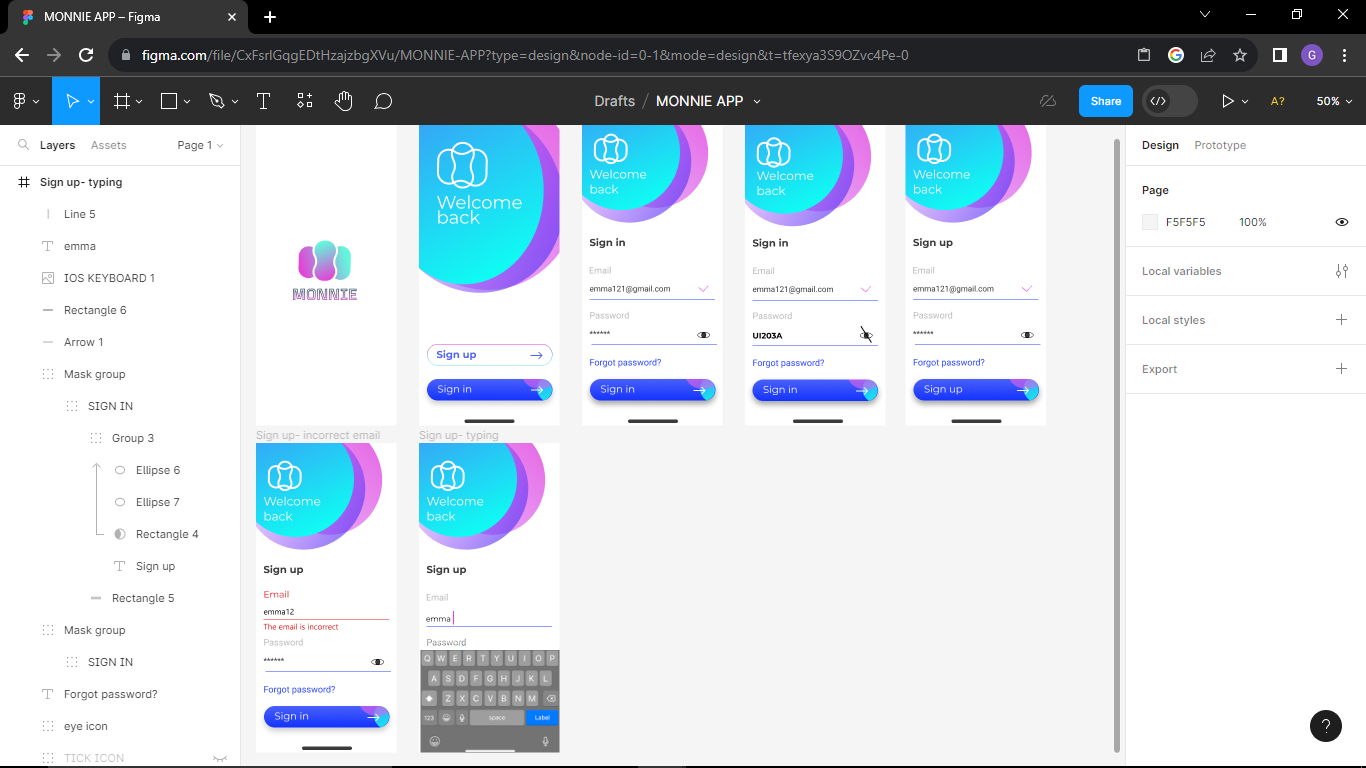 MONNIE APP – Figma
figma.com/file/CxFsrlGqgEDtHzajzbgXVu/MONNIE-APP?type=design&node-id=0-1&mode=design&t=tfexya3S9OZvc4Pe-0
G
Drafts / MONNIE APP
Share
A?
50%
Layers
Assets
Page 1
Sign up- typing
Line 5
emma
IOS KEYBOARD 1
Rectangle 6
Arrow 1
Mask group
SIGN IN
Group 3
Ellipse 6
Ellipse 7
Rectangle 4
Sign up
Rectangle 5
Mask group
SIGN IN
Forgot password?
eye icon
TICK ICON
MONNIE
Welcome
back
Sign up
Sign in
Welcome
back
Sign in
Email
emma121@gmail.com
Password
******
Forgot password?
Sign in
Welcome
back
Sign in
Email
emma121@gmail.com
Password
UI203A
Forgot password?
Sign in
Welcome
back
Sign up
Email
emma121@gmail.com
Password
******
Forgot password?
Sign up
Sign up- incorrect email
Welcome
back
Sign up
Email
emma12
The email is incorrect
Password
******
Forgot password?
Sign in
Sign up- typing
Welcome
back
Sign up
Email
emma
Password
Q W E R T Y U I O P
A S D F G H J K L
Z X C V B N M
123 space Label
Design
Prototype
Page
F5F5F5 100%
Local variables
Local styles
Export
?